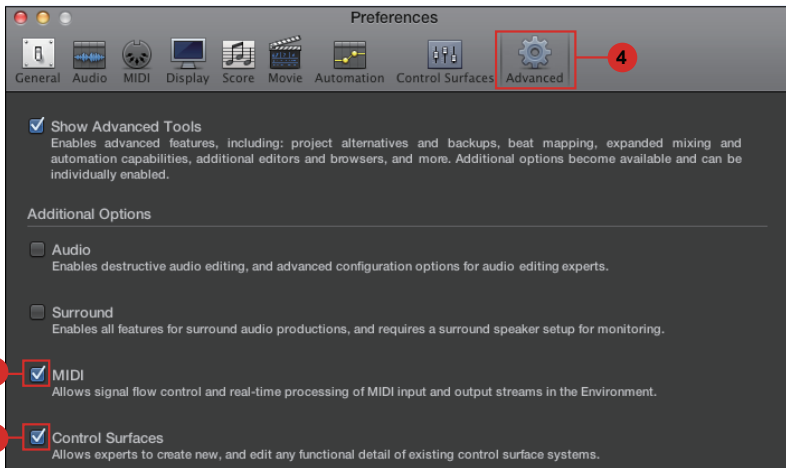 Preferences
General Audio MIDI Display Score Movie Automation Control Surfaces Advanced
4
Show Advanced Tools
Enables advanced features, including: project alternatives and backups, beat mapping, expanded mixing and
automation capabilities, additional editors and browsers, and more. Additional options become available and can be
individually enabled.
Additional Options
Audio
Enables destructive audio editing, and advanced configuration options for audio editing experts.
Surround
Enables all features for surround audio productions, and requires a surround speaker setup for monitoring.
MIDI
Allows signal flow control and real-time processing of MIDI input and output streams in the Environment.
Control Surfaces
Allows experts to create new, and edit any functional detail of existing control surface systems.